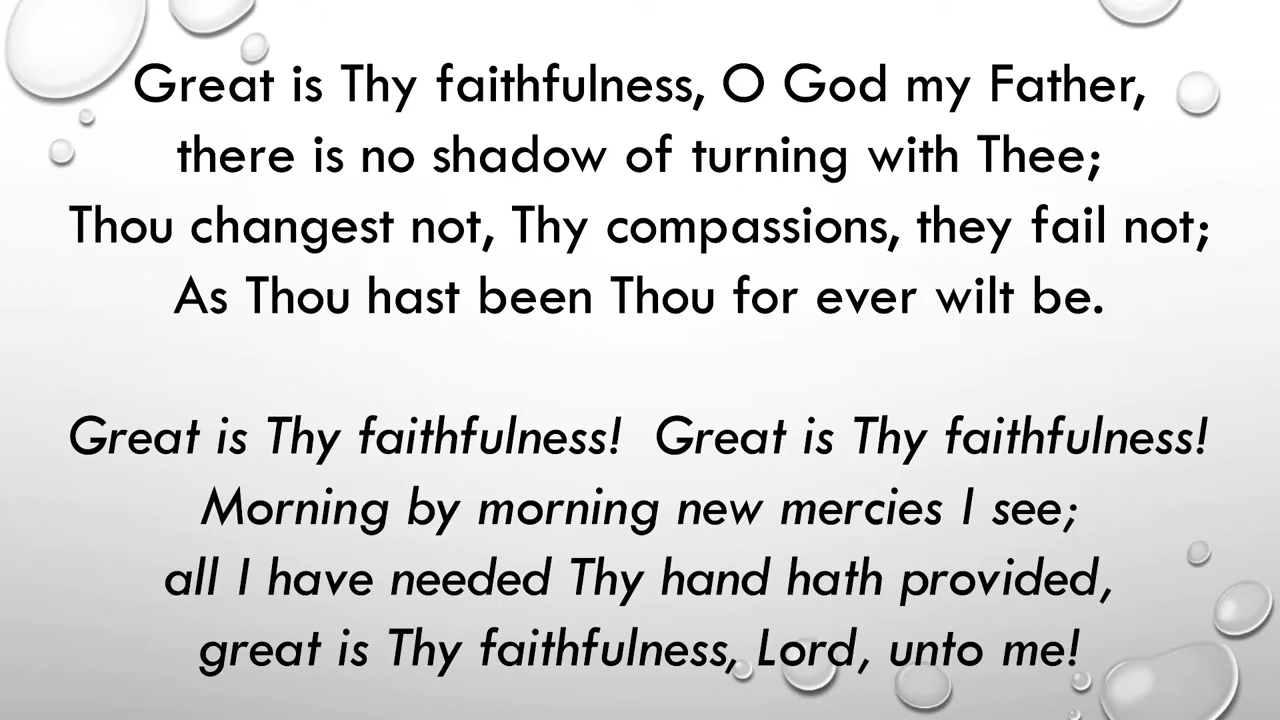 Great is Thy faithfulness, O God my Father,
there is no shadow of turning with Thee;
Thou changest not, Thy compassions, they fail not;
As Thou hast been Thou for ever wilt be.
Great is Thy faithfulness!  Great is Thy faithfulness!
Morning by morning new mercies I see;
all I have needed Thy hand hath provided,
great is Thy faithfulness, Lord, unto me!